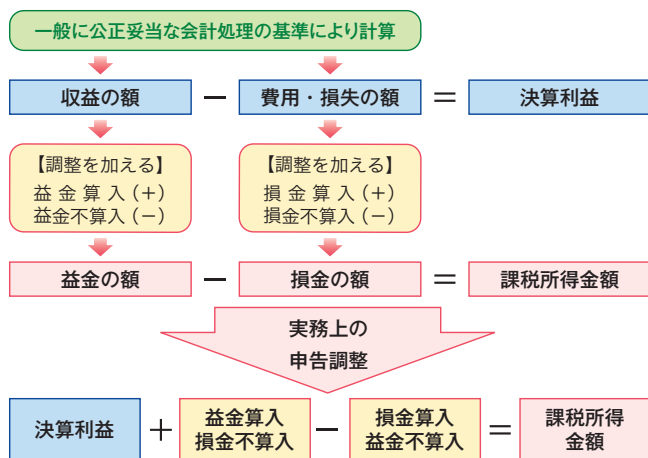 一般に公正妥当な会計処理の基準により計算
収益の額 － 費用・損失の額 ＝ 決算利益
【調整を加える】 【調整を加える】
益金算入（＋） 損金算入（＋）
益金不算入（－） 損金不算入（－）
益金の額 － 損金の額 ＝ 課税所得金額
実務上の
申告調整
決算利益 ＋ 益金算入 損金不算入 － 損金算入 益金不算入 ＝ 課税所得 金額